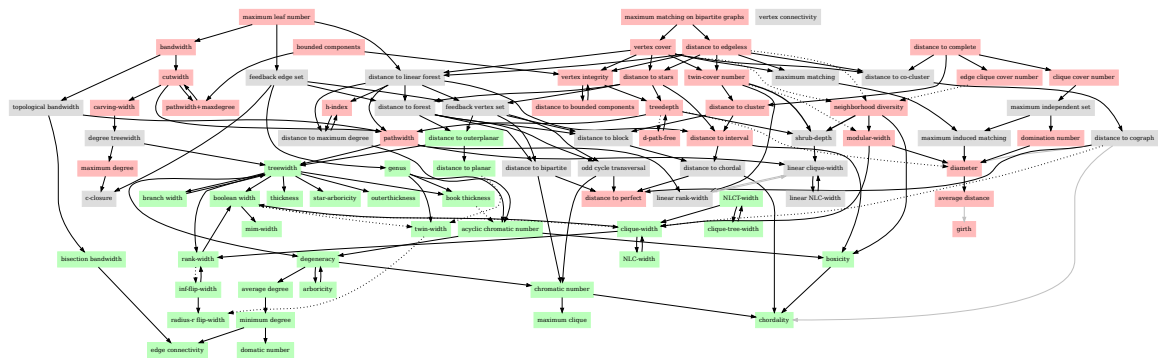 maximum leaf number
maximum matching on bipartite graphs
vertex connectivity
bandwidth
bounded components
vertex cover
distance to edgeless
distance to complete
cutwidth
feedback edge set
distance to linear forest
vertex integrity
distance to stars
twin-cover number
maximum matching
distance to co-cluster
edge clique cover number
clique cover number
topological bandwidth
carving-width
pathwidth+maxdegree
h-index
distance to forest
feedback vertex set
distance to bounded components
treedepth
distance to cluster
neighborhood diversity
maximum independent set
degree treewidth
distance to maximum degree
pathwidth
distance to outerplanar
distance to block
d-path-free
distance to interval
shrub-depth
modular-width
maximum induced matching
domination number
distance to cograph
maximum degree
treewidth
genus
distance to planar
distance to bipartite
odd cycle transversal
distance to chordal
linear clique-width
diameter
c-closure
branch width
boolean width
thickness
star-arboricity
outerthickness
book thickness
distance to perfect
linear rank-width
NLCT-width
linear NLC-width
average distance
mim-width
twin-width
acyclic chromatic number
clique-width
clique-tree-width
girth
bisection bandwidth
rank-width
degeneracy
NLC-width
boxicity
inf-flip-width
average degree
arboricity
chromatic number
radius-r flip-width
minimum degree
maximum clique
chordality
edge connectivity
domatic number